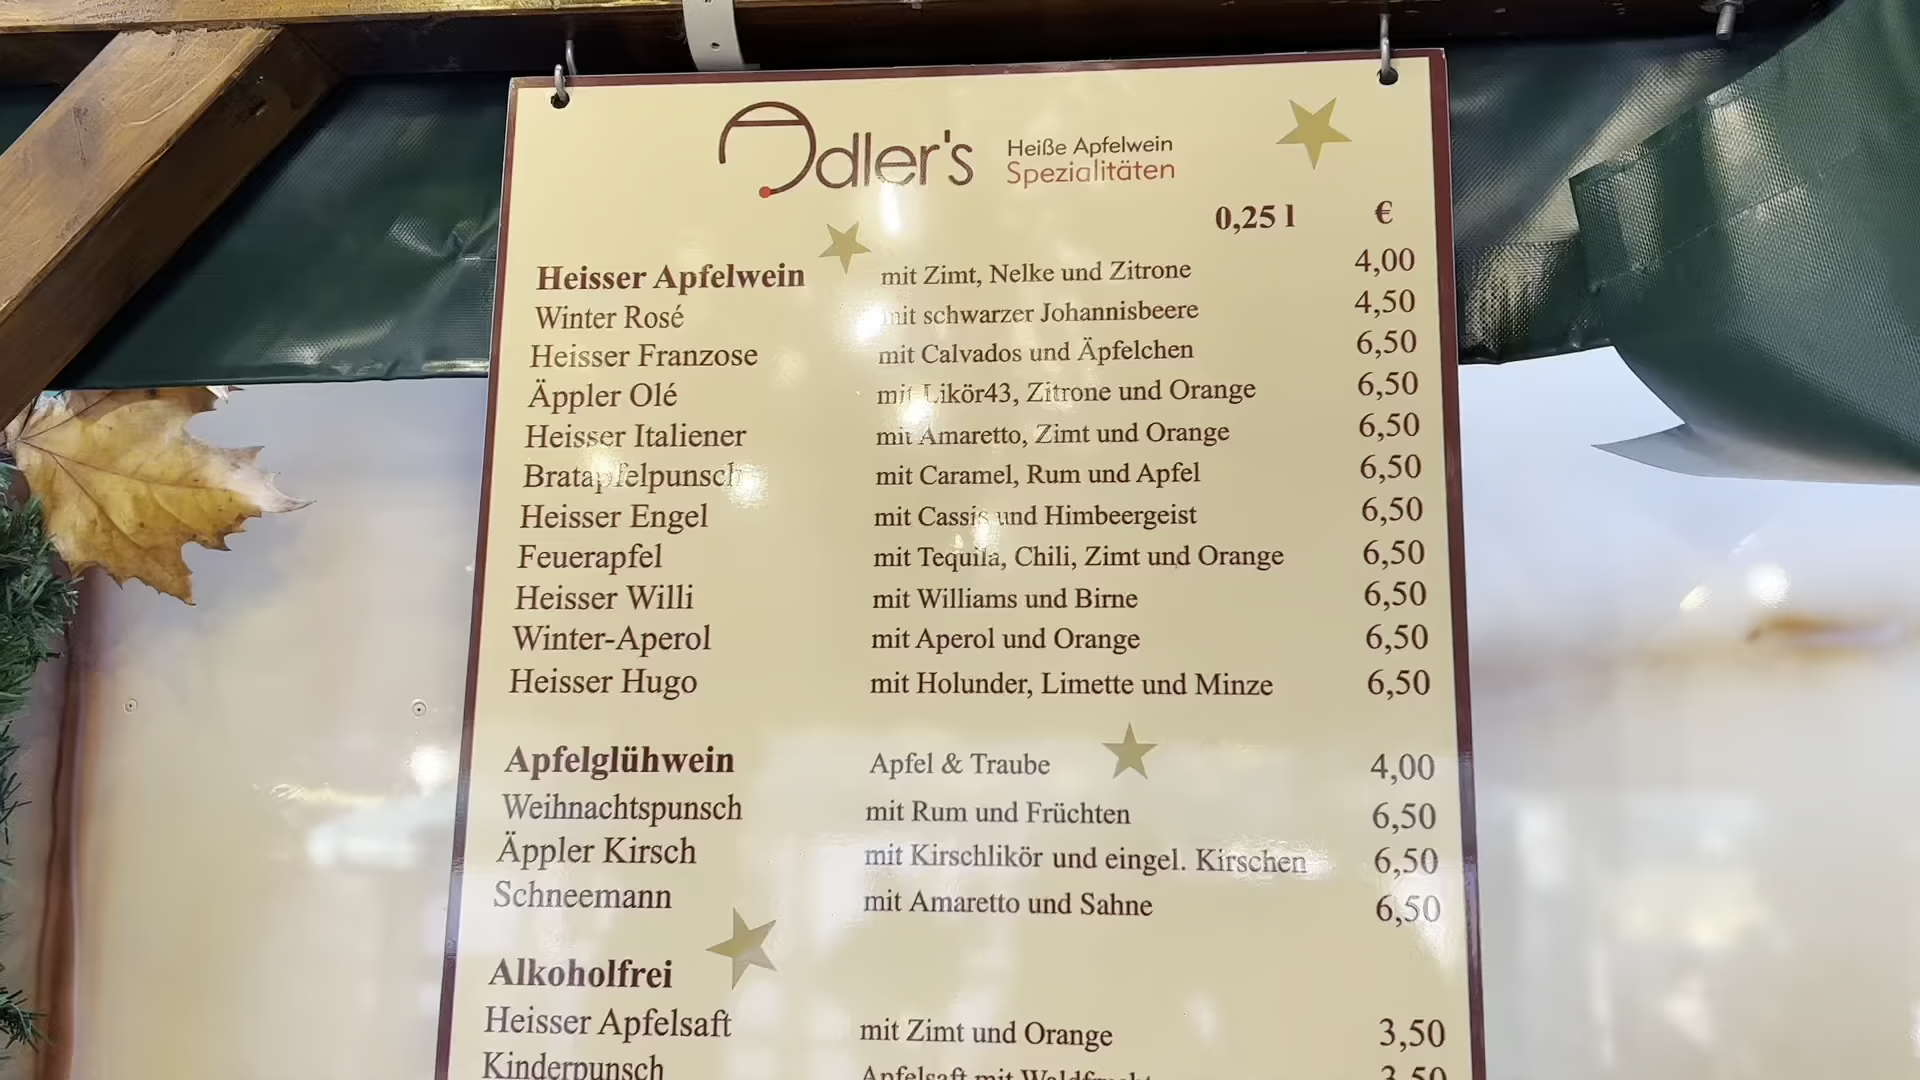 Adler's Heiße Apfelwein
Spezialitäten
0,25 l €
Heisser Apfelwein mit Zimt, Nelke und Zitrone 4,00
Winter Rosé mit schwarzer Johannisbeere 4,50
Heisser Franzose mit Calvados und Äpfelchen 6,50
Äppler Olé mit Likör43, Zitrone und Orange 6,50
Heisser Italiener mit Amaretto, Zimt und Orange 6,50
Bratapfelpunsch mit Caramel, Rum und Apfel 6,50
Heisser Engel mit Cassis und Himbeergeist 6,50
Feuerapfel mit Tequila, Chili, Zimt und Orange 6,50
Heisser Willi mit Williams und Birne 6,50
Winter-Aperol mit Aperol und Orange 6,50
Heisser Hugo mit Holunder, Limette und Minze 6,50
Apfelglühwein Apfel & Traube 4,00
Weihnachtspunsch mit Rum und Früchten 6,50
Äppler Kirsch mit Kirschlikör und eingel. Kirschen 6,50
Schneemann mit Amaretto und Sahne 6,50
Alkoholfrei
Heisser Apfelsaft mit Zimt und Orange 3,50
Kinderpunsch Apfelsaft mit 3,50